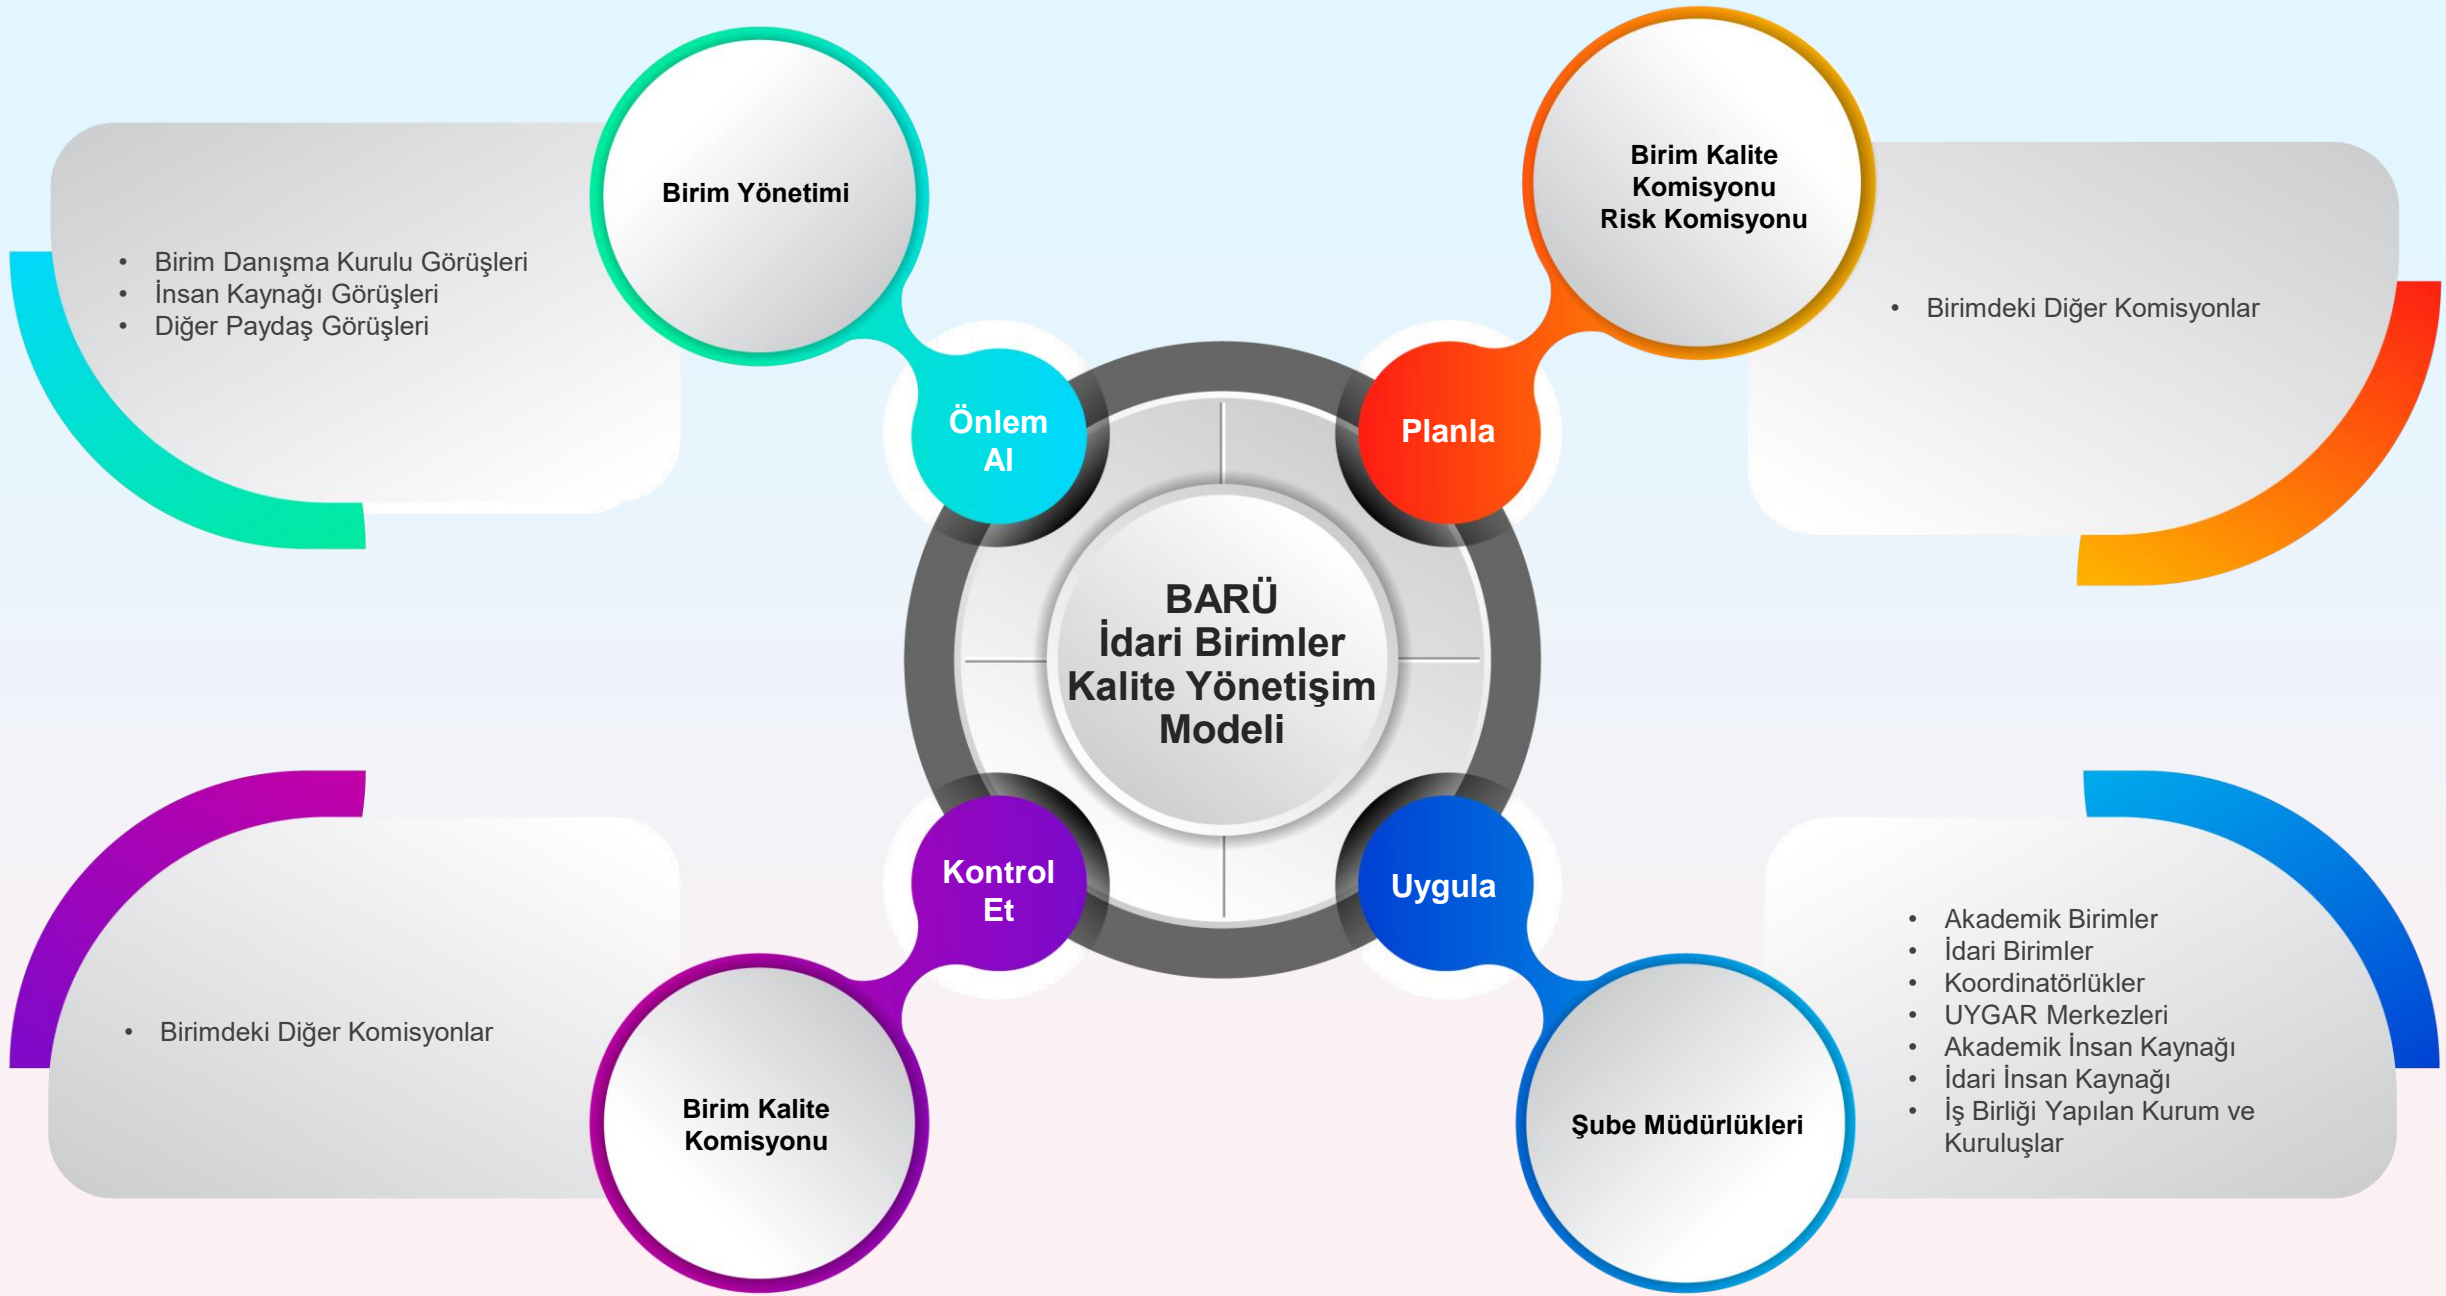 Birim Yönetimi
• Birim Danışma Kurulu Görüşleri
• İnsan Kaynağı Görüşleri
• Diğer Paydaş Görüşleri
Önlem
Al
Birim Kalite
Komisyonu
Risk Komisyonu
• Birimdeki Diğer Komisyonlar
Planla
BARÜ
İdari Birimler
Kalite Yönetişim
Modeli
Kontrol
Et
• Birimdeki Diğer Komisyonlar
Birim Kalite
Komisyonu
Uygula
Şube Müdürlükleri
• Akademik Birimler
• İdari Birimler
• Koordinatörlükler
• UYGAR Merkezleri
• Akademik İnsan Kaynağı
• İdari İnsan Kaynağı
• İş Birliği Yapılan Kurum ve
Kuruluşlar